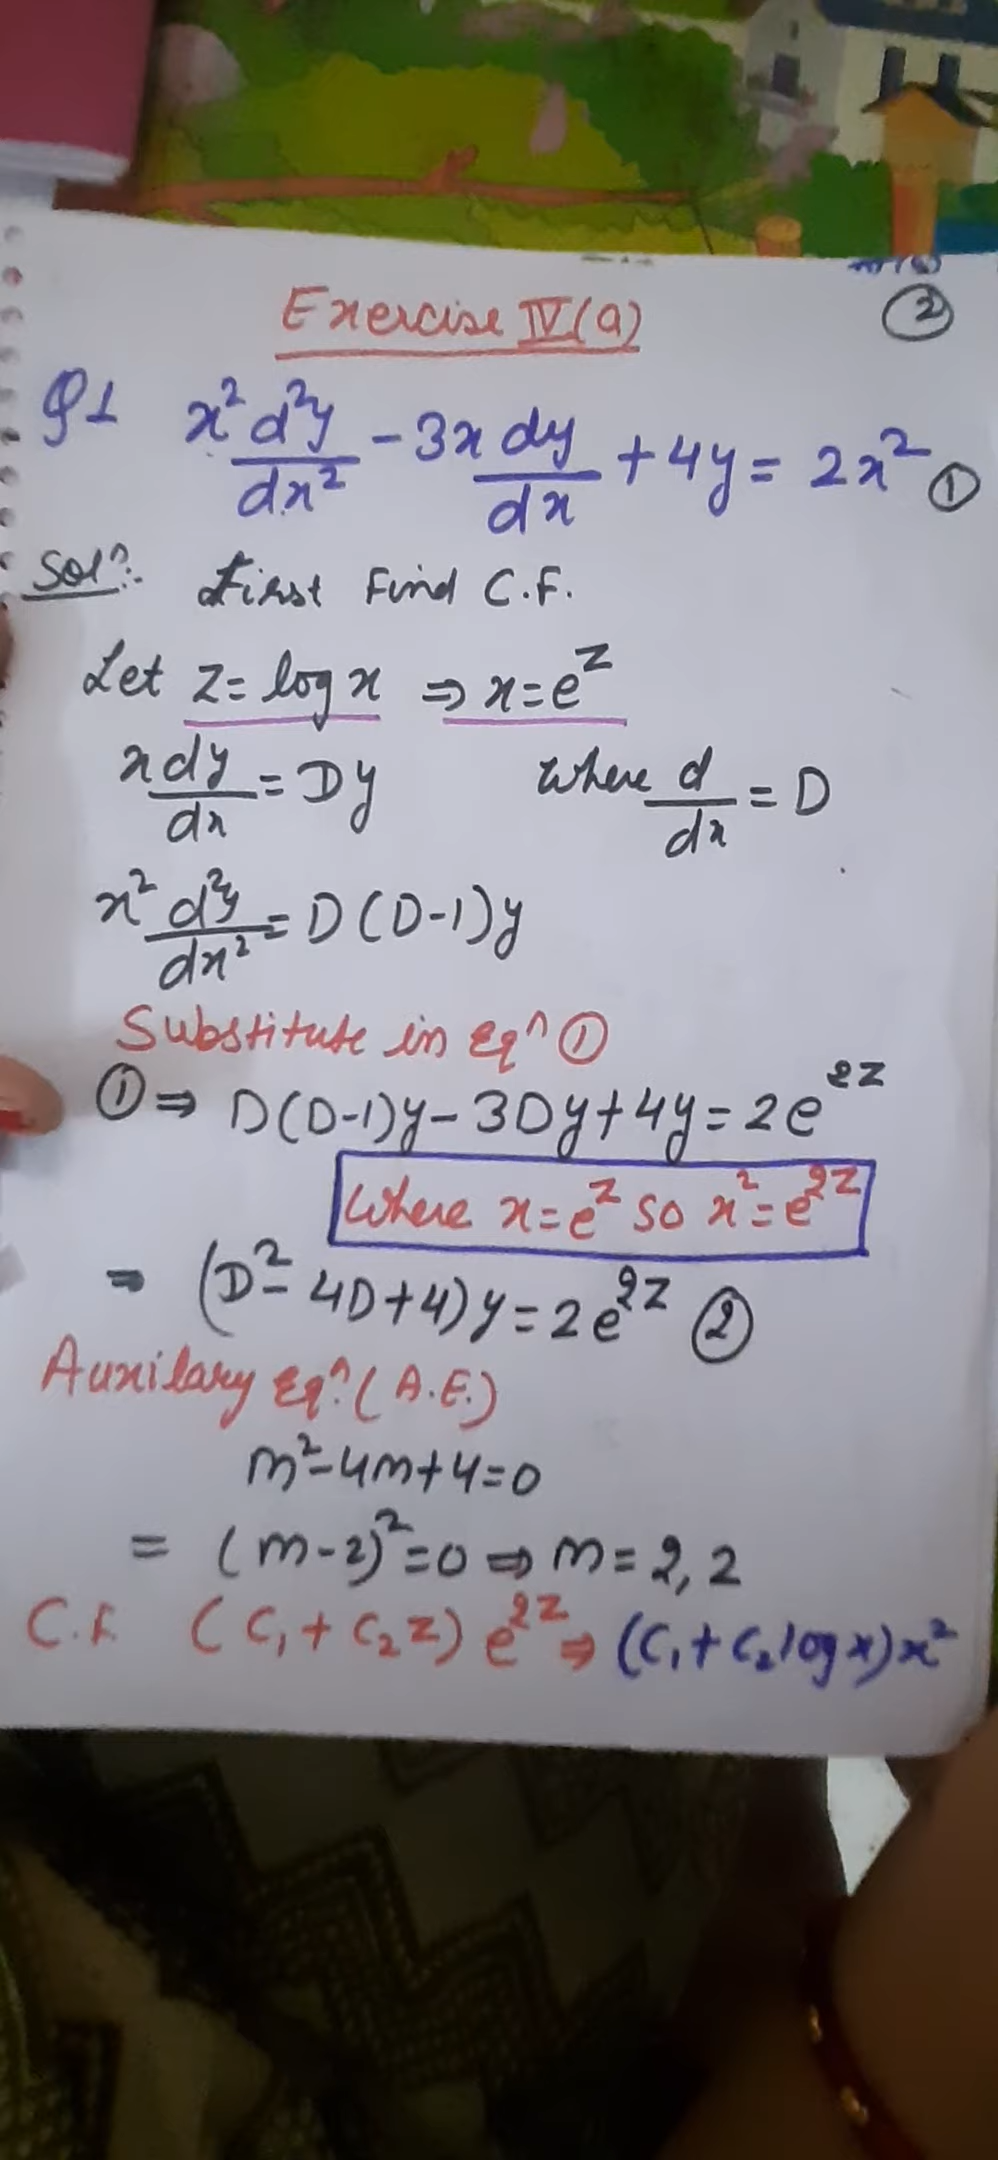 ②
Exercise IV(a)
Q1 x² d²y/dx² - 3x dy/dx + 4y = 2x² ①
Solⁿ: First Find C.F.
Let z = log x ⇒ x = e^z
x dy/dx = Dy where d/dx = D
x² d²y/dx² = D(D-1)y
Substitute in Eqⁿ ①
① ⇒ D(D-1)y - 3Dy + 4y = 2e^2z
Where x = e^z so x² = e^2z
= (D² - 4D + 4)y = 2e^2z ②
Auxilary Eqⁿ. (A.E.)
m² - 4m + 4 = 0
= (m-2)² = 0 ⇒ m = 2, 2
C.F. (C₁ + C₂z) e^2z ⇒ (C₁ + C₂ log x) x²